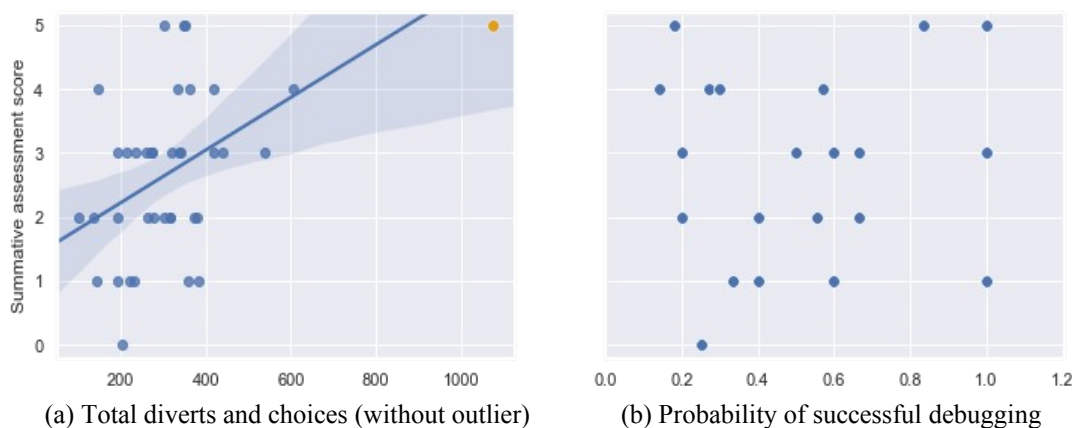 Summative assessment score
5
4
3
2
1
0
200 400 600 800 1000
0.0 0.2 0.4 0.6 0.8 1.0 1.2
(a) Total diverts and choices (without outlier)
(b) Probability of successful debugging